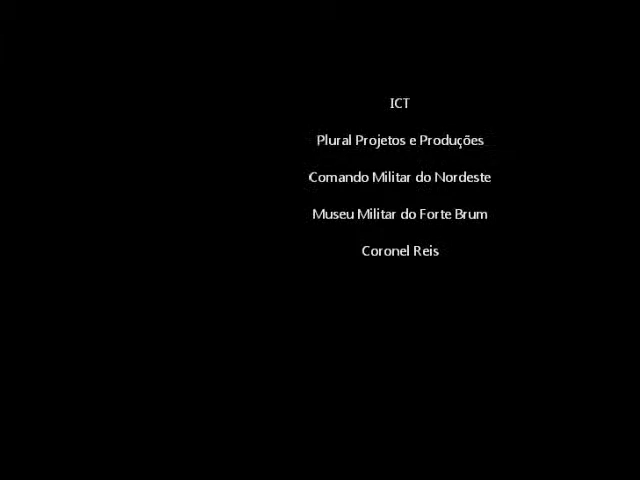 ICT
Plural Projetos e Produções
Comando Militar do Nordeste
Museu Militar do Forte Brum
Coronel Reis